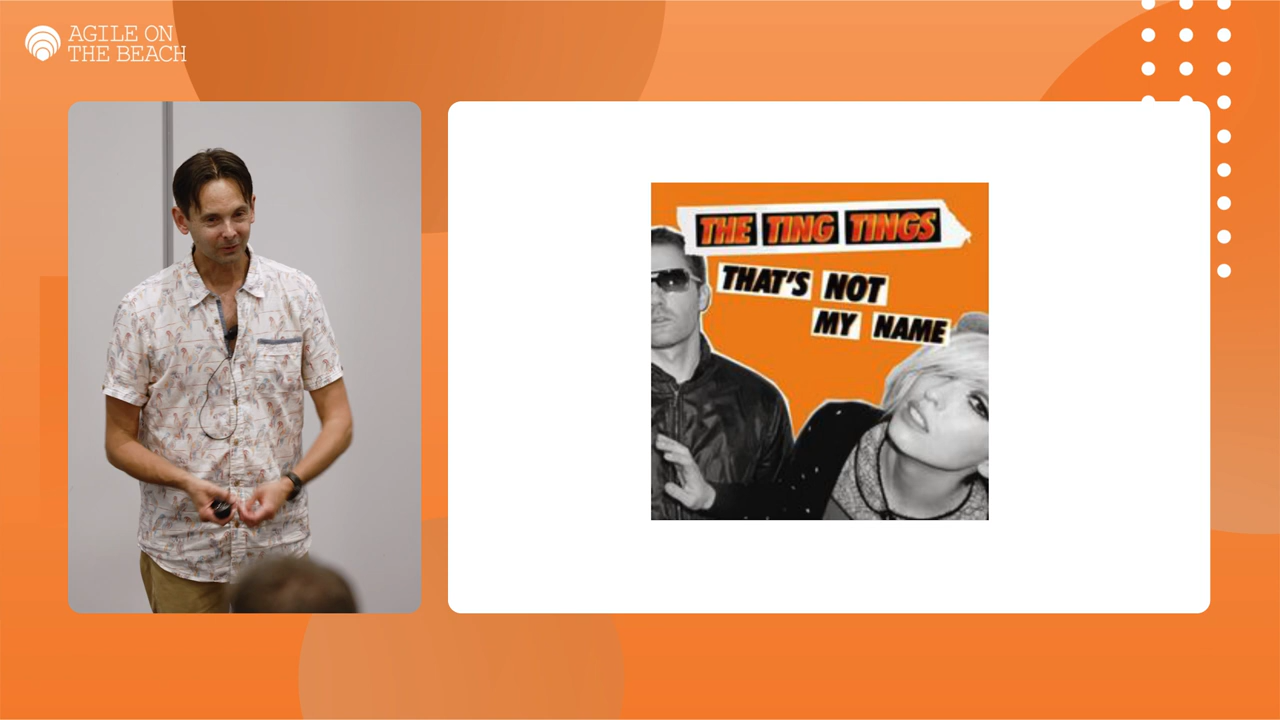 AGILE ON
THE BEACH
THE TING TINGS
THAT'S NOT
MY NAME